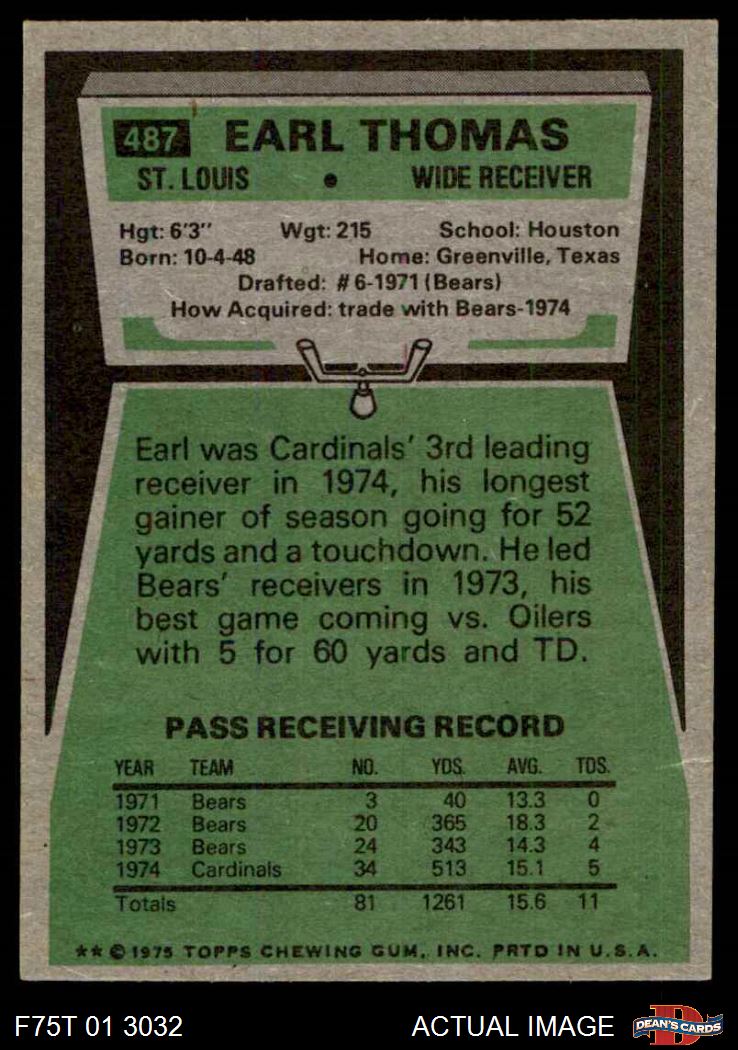 487 EARL THOMAS
ST. LOUIS • WIDE RECEIVER
Hgt: 6'3" Wgt: 215 School: Houston
Born: 10-4-48 Home: Greenville, Texas
Drafted: #6-1971 (Bears)
How Acquired: trade with Bears-1974
Earl was Cardinals' 3rd leading
receiver in 1974, his longest
gainer of season going for 52
yards and a touchdown. He led
Bears' receivers in 1973, his
best game coming vs. Oilers
with 5 for 60 yards and TD.
PASS RECEIVING RECORD
YEAR TEAM NO. YDS. AVG. TDS.
1971 Bears 3 40 13.3 0
1972 Bears 20 365 18.3 2
1973 Bears 24 343 14.3 4
1974 Cardinals 34 513 15.1 5
Totals 81 1261 15.6 11
** © 1975 TOPPS CHEWING GUM, INC. PRTD IN U.S.A.
F75T 01 3032 ACTUAL IMAGE D DEAN'S CARDS